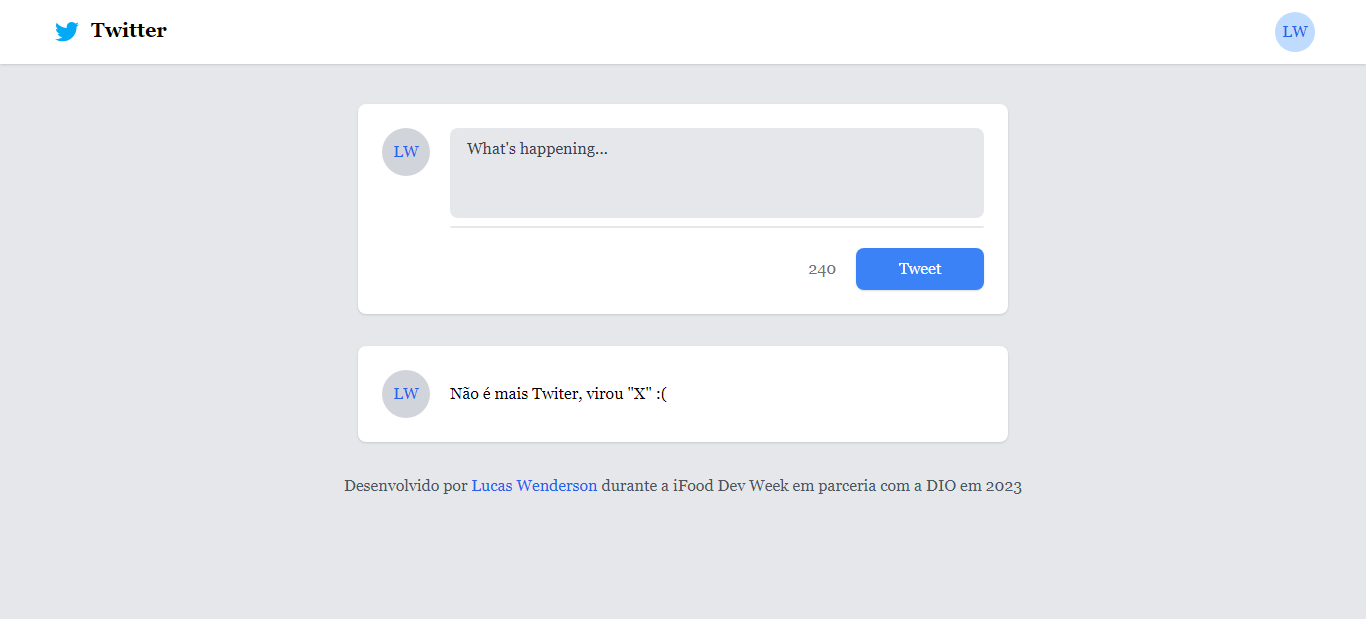 Twitter
LW
LW
What's happening...
240
Tweet
LW
Não é mais Twiter, virou "X" :(
Desenvolvido por Lucas Wenderson durante a iFood Dev Week em parceria com a DIO em 2023